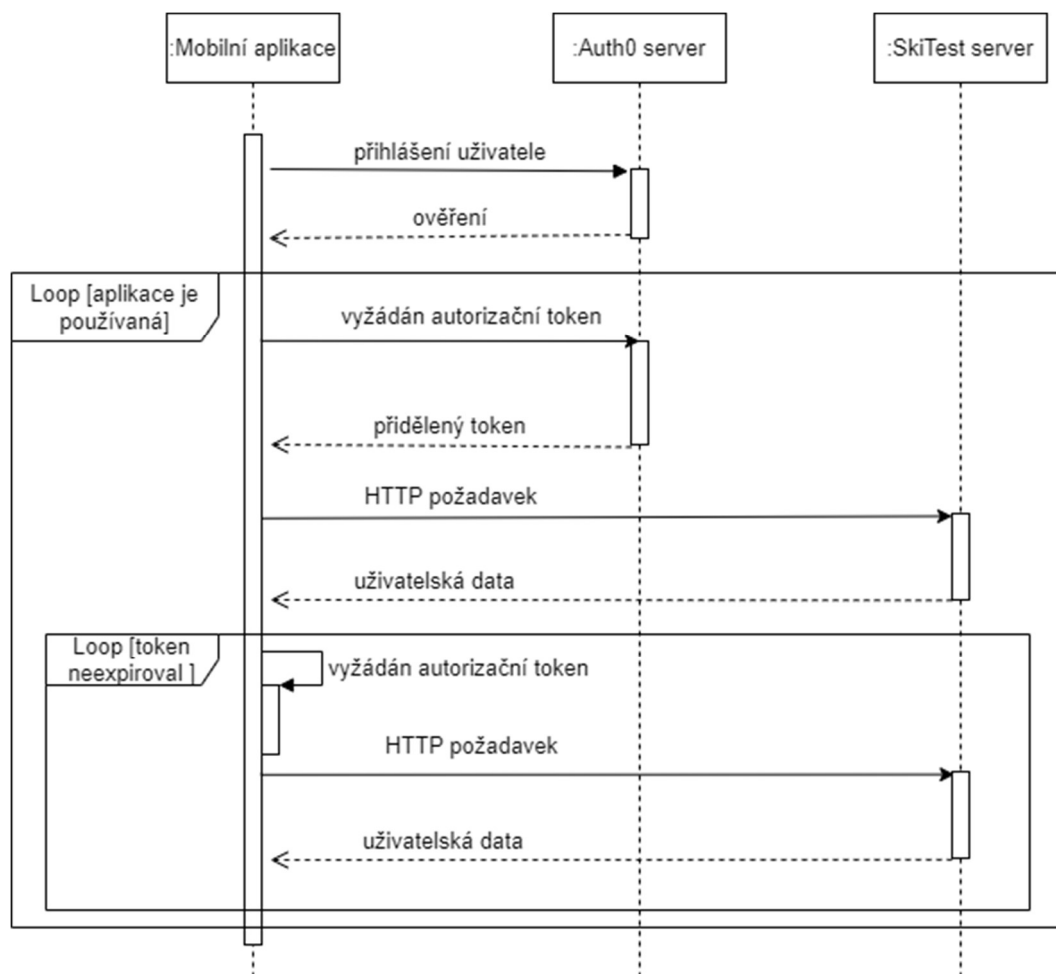 :Mobilní aplikace
:Auth0 server
:SkiTest server
přihlášení uživatele
ověření
Loop [aplikace je
používaná]
vyžádán autorizační token
přidělený token
HTTP požadavek
uživatelská data
Loop [token
neexpiroval ]
vyžádán autorizační token
HTTP požadavek
uživatelská data